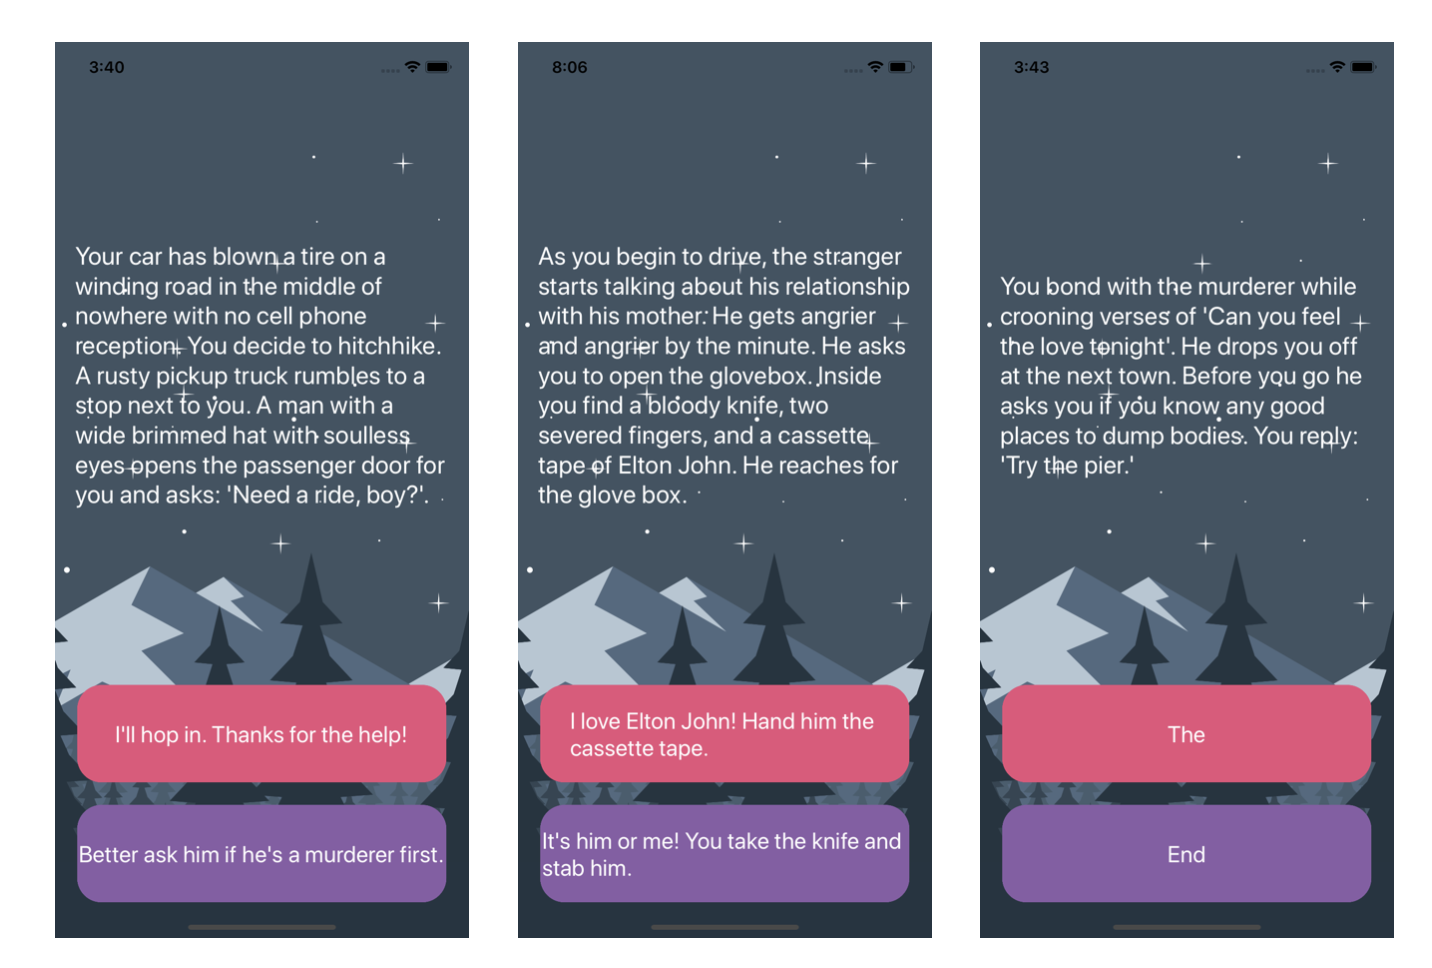 3:40
Your car has blown a tire on a
winding road in the middle of
nowhere with no cell phone
reception. You decide to hitchhike.
A rusty pickup truck rumbles to a
stop next to you. A man with a
wide brimmed hat with soulless
eyes opens the passenger door for
you and asks: 'Need a ride, boy?'.
I'll hop in. Thanks for the help!
Better ask him if he's a murderer first.
8:06
As you begin to drive, the stranger
starts talking about his relationship
with his mother. He gets angrier
and angrier by the minute. He asks
you to open the glovebox. Inside
you find a bloody knife, two
severed fingers, and a cassette
tape of Elton John. He reaches for
the glove box.
I love Elton John! Hand him the
cassette tape.
It's him or me! You take the knife and
stab him.
3:43
You bond with the murderer while
crooning verses of 'Can you feel
the love tonight'. He drops you off
at the next town. Before you go he
asks you if you know any good
places to dump bodies. You reply:
'Try the pier.'
The
End